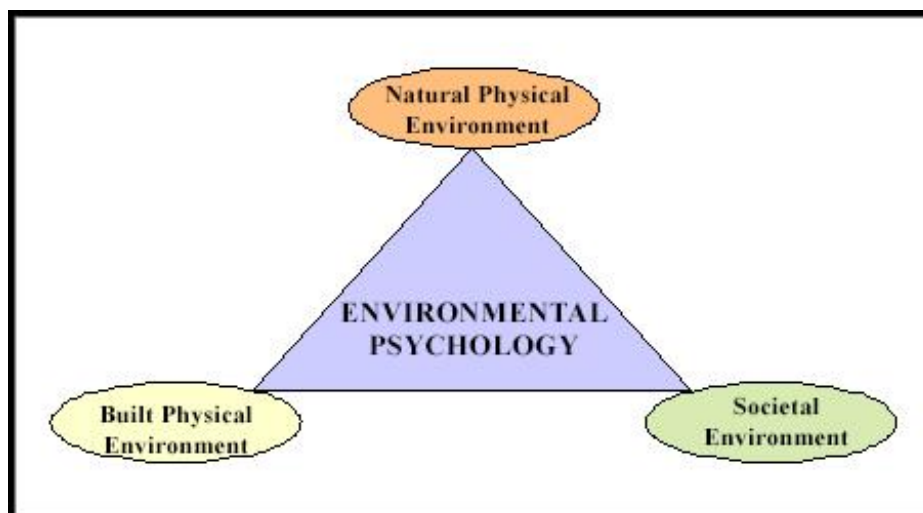 Natural Physical
Environment
ENVIRONMENTAL
PSYCHOLOGY
Built Physical
Environment
Societal
Environment